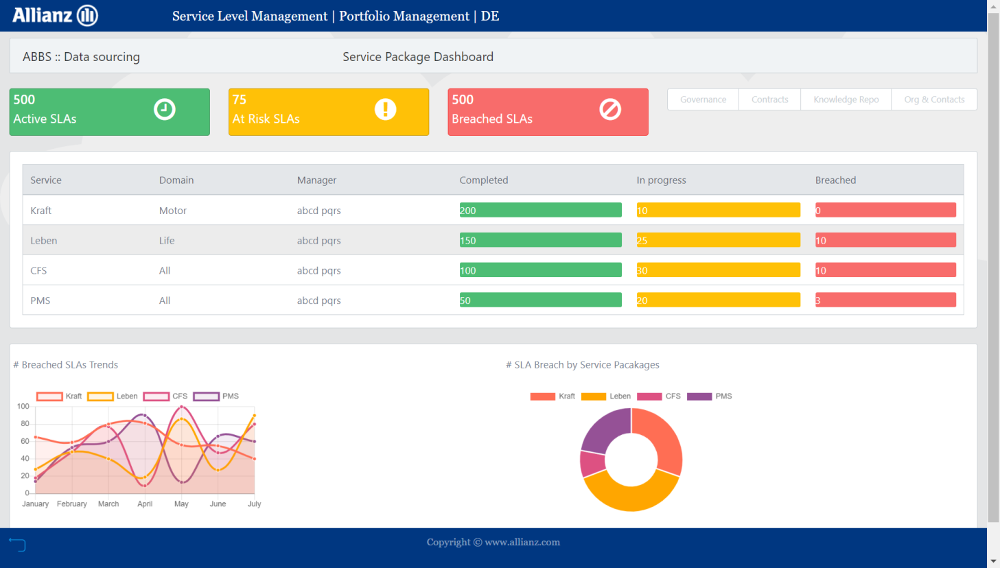 Allianz
Service Level Management | Portfolio Management | DE
ABBS :: Data sourcing
Service Package Dashboard
500
Active SLAs
75
At Risk SLAs
500
Breached SLAs
Governance
Contracts
Knowledge Repo
Org & Contacts
Service Domain Manager Completed In progress Breached
Kraft Motor abcd pqrs 200 10 0
Leben Life abcd pqrs 150 25 10
CFS All abcd pqrs 100 30 10
PMS All abcd pqrs 50 20 3
# Breached SLAs Trends
Kraft Leben CFS PMS
100
80
60
40
20
0
January February March April May June July
# SLA Breach by Service Pacakages
Kraft Leben CFS PMS
Copyright © www.allianz.com